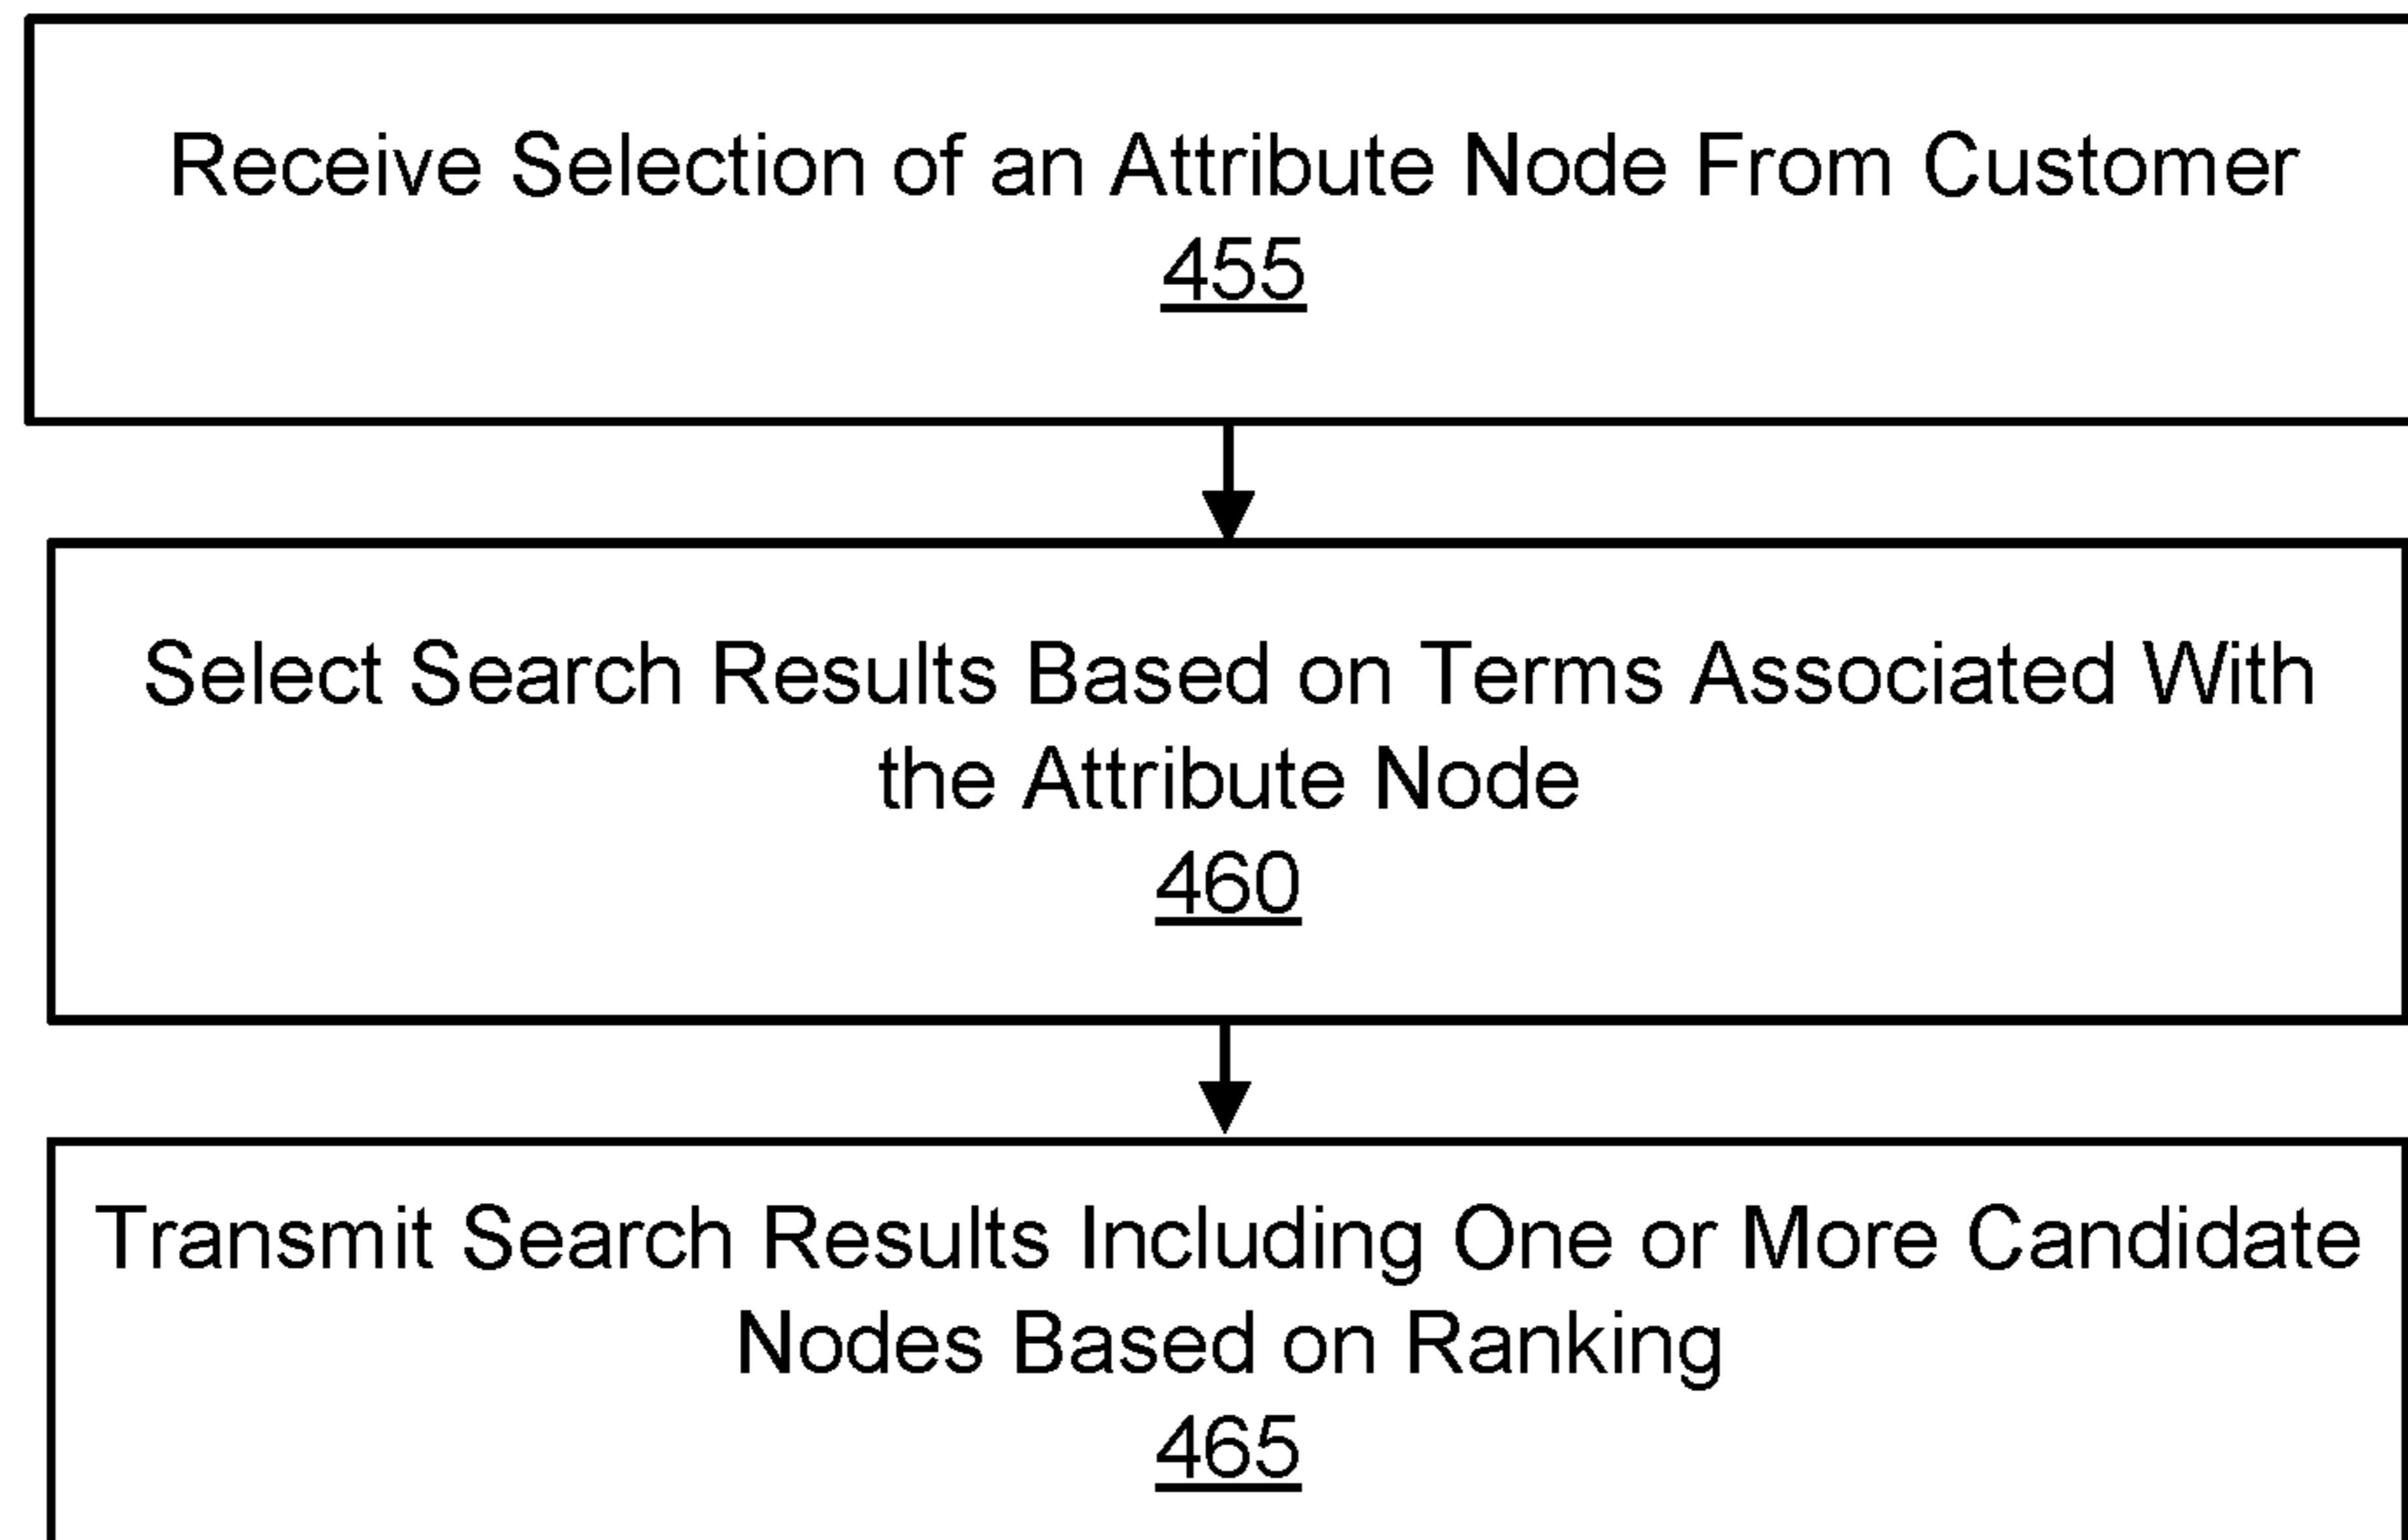 Receive Selection of an Attribute Node From Customer
455
Select Search Results Based on Terms Associated With
the Attribute Node
460
Transmit Search Results Including One or More Candidate
Nodes Based on Ranking
465